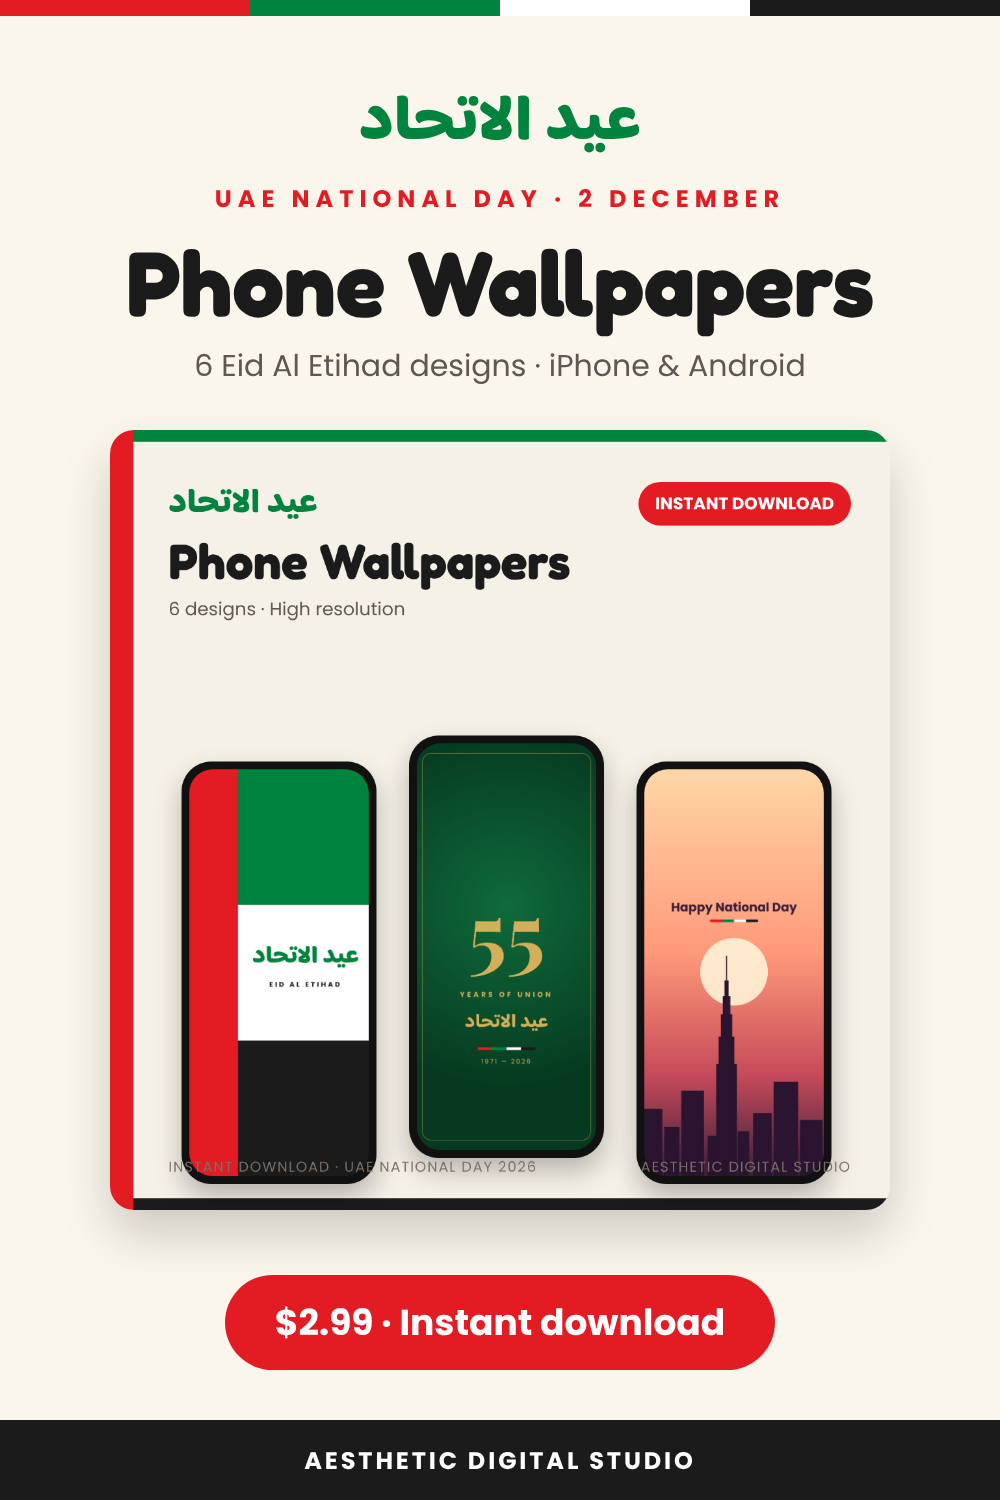 عيد الاتحاد
UAE NATIONAL DAY · 2 DECEMBER
Phone Wallpapers
6 Eid Al Etihad designs · iPhone & Android
عيد الاتحاد
INSTANT DOWNLOAD
Phone Wallpapers
6 designs · High resolution
عيد الاتحاد
EID AL ETIHAD
55
YEARS OF UNION
عيد الاتحاد
1971 — 2026
Happy National Day
INSTANT DOWNLOAD · UAE NATIONAL DAY 2026
AESTHETIC DIGITAL STUDIO
$2.99 · Instant download
AESTHETIC DIGITAL STUDIO